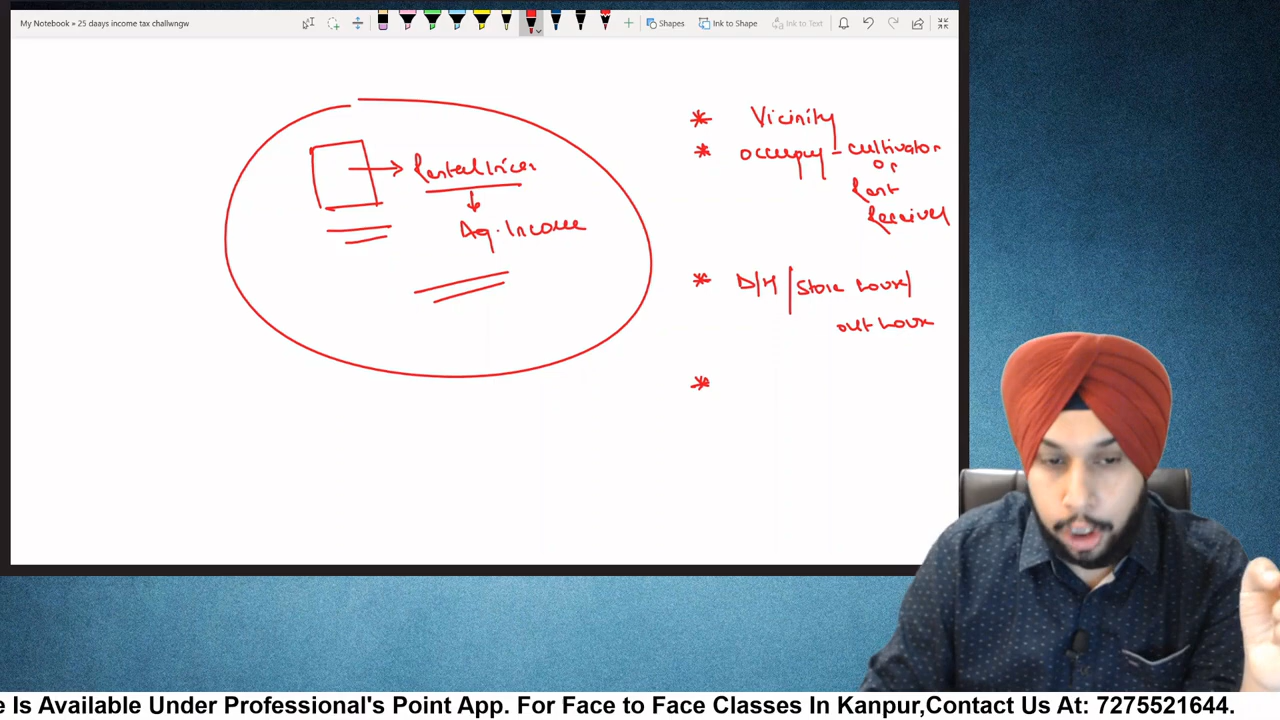 My Notebook = 25 daays income tax challwngw
Shapes
Ink to Shape
Ink to Text
* Vicinity
* occupy - cultivator
or
Rent
Receiver
Rental Incom
Ag. Income
* D/H | Store house/
out house
*
e Is Available Under Professional's Point App. For Face to Face Classes In Kanpur,Contact Us At: 7275521644.